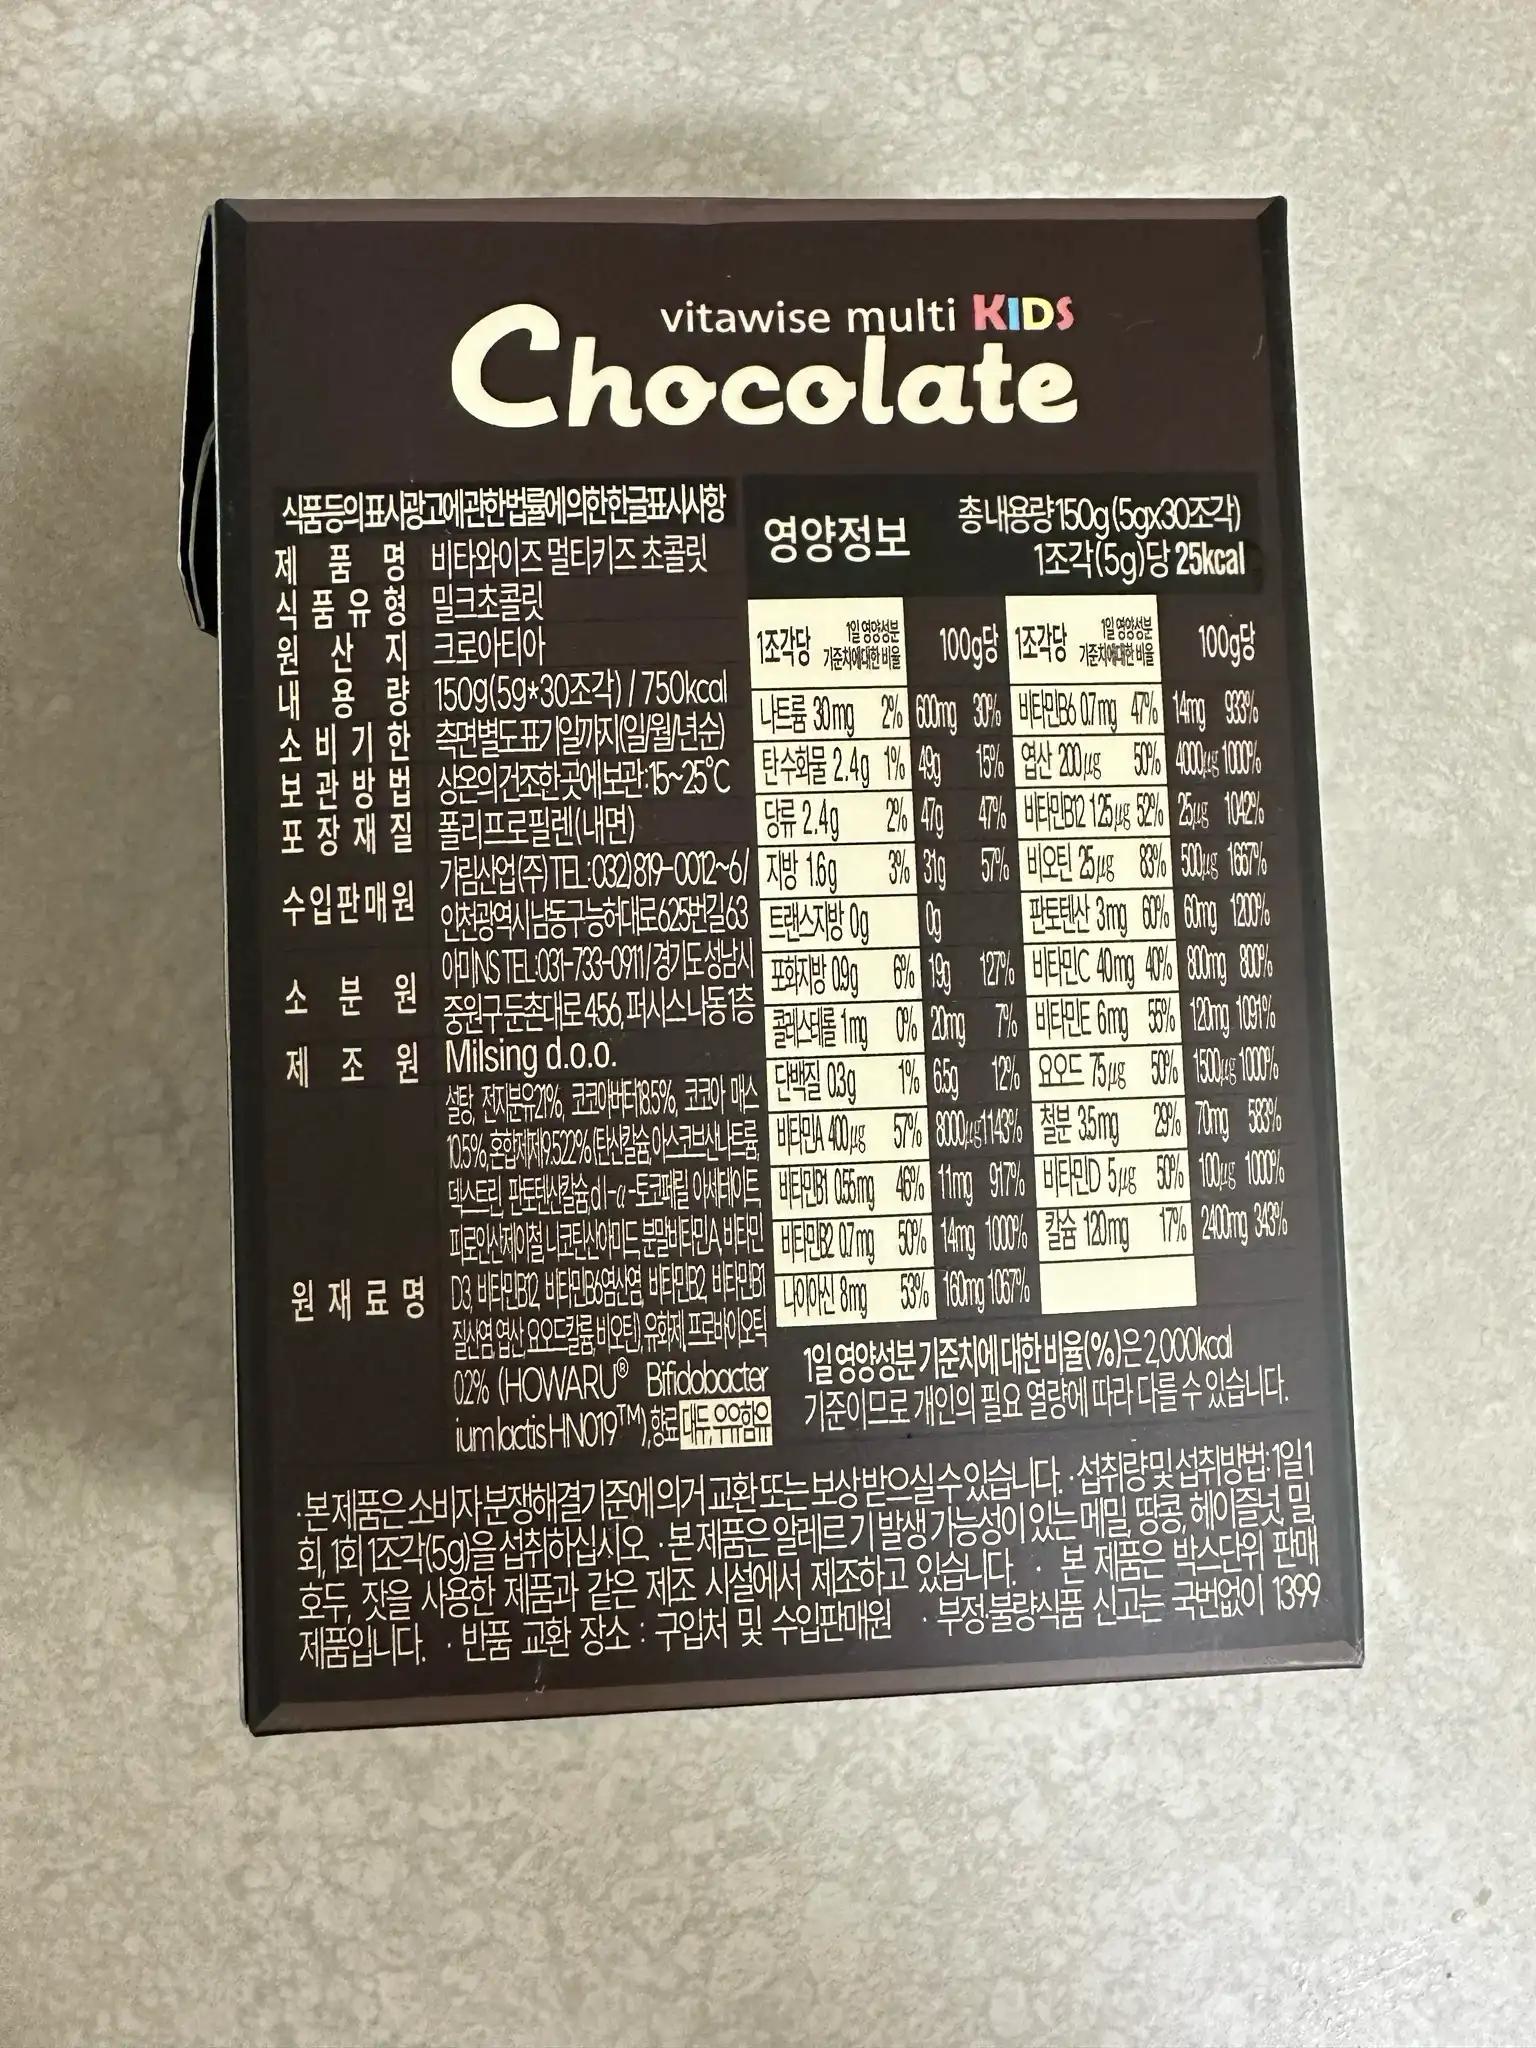 vitawise multi KIDS
Chocolate
식품등의표시광고에관한법률에의한한글표시사항
제품명 비타와이즈 멀티키즈 초콜릿
식품유형 밀크초콜릿
원산지 크로아티아
내용량 150g(5g*30조각) / 750kcal
소비기한 측면별도표기일까지(일/월/년순)
보관방법 상온의건조한곳에보관:15~25℃
포장재질 폴리프로필렌(내면)
수입판매원 가림산업(주) TEL:032)819-0012~6/
인천광역시남동구능허대로625번길63
소분원 아미NS TEL:031-733-0911/경기도성남시
중원구둔촌대로456, 퍼시스나동1층
제조원 Milsing d.o.o.
원재료명 설탕, 전지분유21%, 코코아버터18.5%, 코코아 매스
10.5%,혼합제제9.522%(탄산칼슘,아스코브산나트륨,
덱스트린, 판토텐산칼슘,dl-α-토코페릴 아세테이트
피로인산제이철, 니코틴산아미드, 분말비타민A, 비타민
D3, 비타민B12, 비타민B6염산염, 비타민B2, 비타민B1
질산염,엽산,요오드칼륨,비오틴),유화제,프로바이오틱
0.2% (HOWARU® Bifidobacter
ium lactis HN019™),향료 대두, 우유함유
영양정보
총내용량150g(5gx30조각)
1조각(5g)당 25kcal
1조각당 1일 영양성분 기준치에대한 비율 100g당
나트륨 30mg 2% 600mg 30%
탄수화물 2.4g 1% 49g 15%
당류 2.4g 2% 47g 47%
지방 1.6g 3% 31g 57%
트랜스지방 0g 0g
포화지방 0.9g 6% 19g 127%
콜레스테롤 1mg 0% 20mg 7%
단백질 0.3g 1% 6.5g 12%
비타민A 400μg 57% 8000μg 1143%
비타민B1 0.55mg 46% 11mg 917%
비타민B2 0.7mg 50% 14mg 1000%
나이아신 8mg 53% 160mg 1067%
1조각당 1일 영양성분 기준치에대한 비율 100g당
비타민B6 0.7mg 47% 14mg 933%
엽산 200μg 50% 4000μg 1000%
비타민B12 1.25μg 52% 25μg 1042%
비오틴 25μg 83% 500μg 1667%
판토텐산 3mg 60% 60mg 1200%
비타민C 40mg 40% 800mg 800%
비타민E 6mg 55% 120mg 1091%
요오드 75μg 50% 1500μg 1000%
철분 3.5mg 29% 70mg 583%
비타민D 5μg 50% 100μg 1000%
칼슘 120mg 17% 2400mg 343%
1일 영양성분 기준치에 대한 비율(%)은 2,000kcal
기준이므로 개인의 필요 열량에 따라 다를 수 있습니다.
·본제품은소비자분쟁해결기준에 의거 교환또는보상받으실수있습니다. ·섭취량및섭취방법:1일1
회, 1회 1조각(5g)을 섭취하십시오. ·본 제품은 알레르기 발생 가능성이 있는 메밀, 땅콩, 헤이즐넛, 밀,
호두, 잣을 사용한 제품과 같은 제조 시설에서 제조하고 있습니다. · 본 제품은 박스단위 판매
제품입니다. · 반품 교환 장소 : 구입처 및 수입판매원 · 부정·불량식품 신고는 국번없이 1399